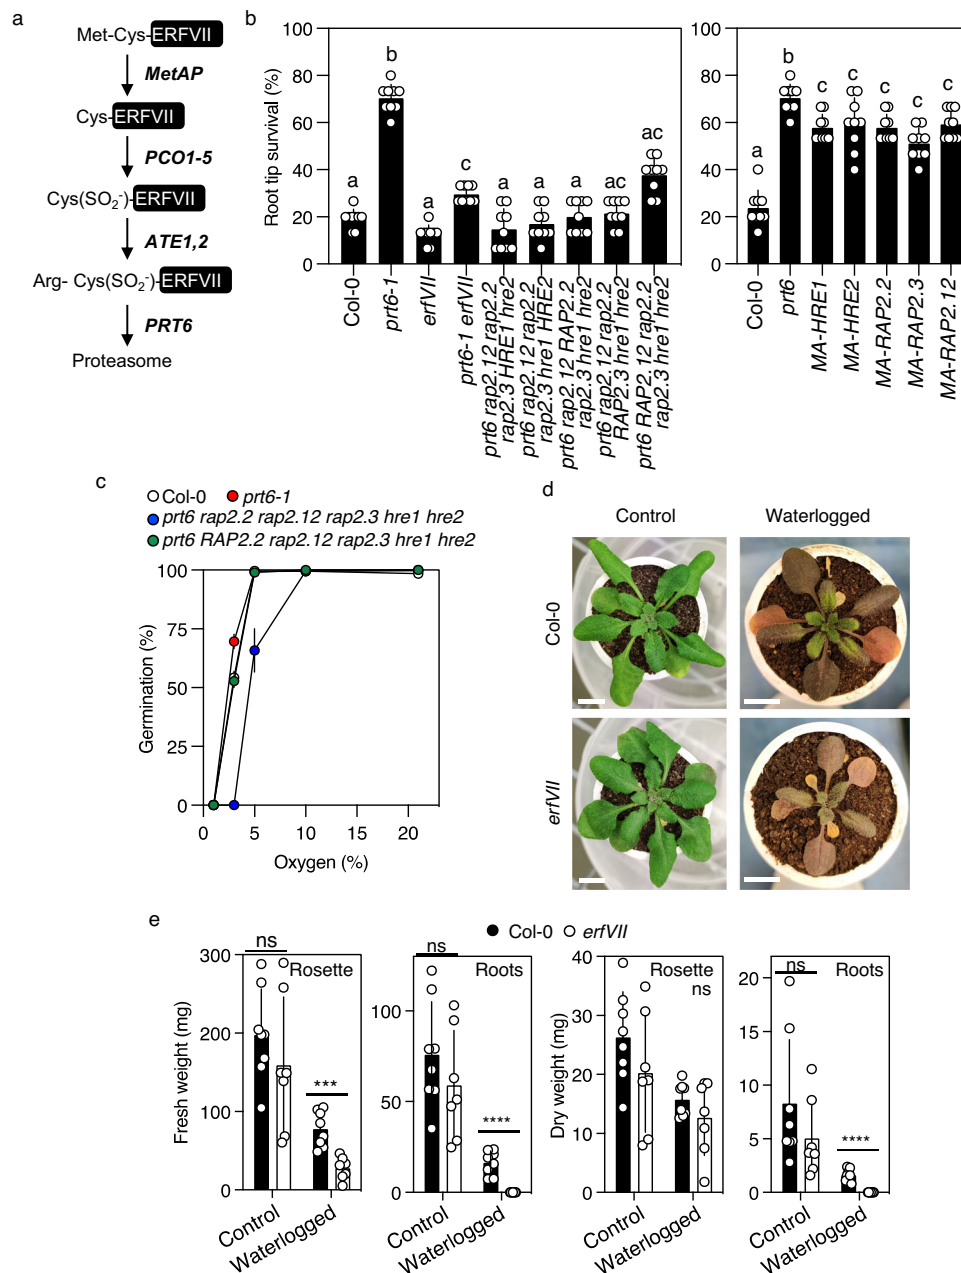 a
Met-Cys-ERFVII
MetAP
Cys-ERFVII
PCO1-5
Cys(SO2-)-ERFVII
ATE1,2
Arg- Cys(SO2-)-ERFVII
PRT6
Proteasome
b
Root tip survival (%)
100
80
60
40
20
0
a
b
a
c
a
a
a
ac
ac
Col-0
prt6-1
erfVII
prt6-1 erfVII
prt6 rap2.12 rap2.2
rap2.3 HRE1 hre2
prt6 rap2.12 rap2.2
rap2.3 hre1 HRE2
prt6 rap2.12 RAP2.2
rap2.3 hre1 hre2
prt6 rap2.12 rap2.2
RAP2.3 hre1 hre2
prt6 RAP2.12 rap2.2
rap2.3 hre1 hre2
100
80
60
40
20
0
a
b
c
c
c
c
c
Col-0
prt6
MA-HRE1
MA-HRE2
MA-RAP2.2
MA-RAP2.3
MA-RAP2.12
c
Col-0
prt6-1
prt6 rap2.2 rap2.12 rap2.3 hre1 hre2
prt6 RAP2.2 rap2.12 rap2.3 hre1 hre2
Germination (%)
100
75
50
25
0
0
5
10
15
20
Oxygen (%)
d
Control
Waterlogged
Col-0
erfVII
e
Col-0
erfVII
Fresh weight (mg)
300
200
100
0
ns
Rosette
***
Control
Waterlogged
100
50
0
ns
Roots
****
Control
Waterlogged
Dry weight (mg)
40
30
20
10
0
Rosette
ns
Control
Waterlogged
20
15
10
5
0
ns
Roots
****
Control
Waterlogged